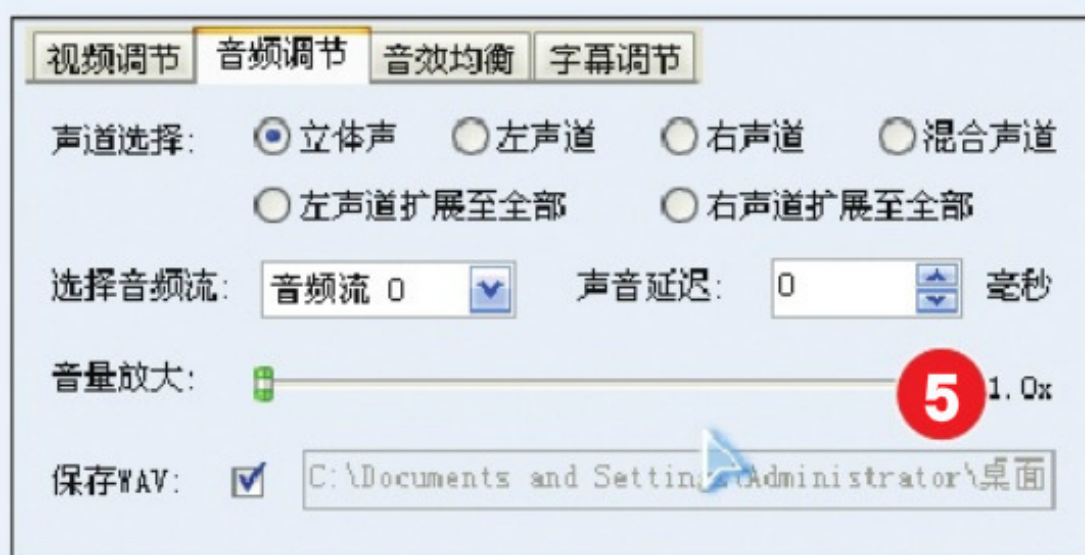 视频调节 音频调节 音效均衡 字幕调节
声道选择: 立体声 左声道 右声道 混合声道
左声道扩展至全部 右声道扩展至全部
选择音频流: 音频流 0 声音延迟: 0 毫秒
音量放大: 5 1.0x
保存WAV: C:\Documents and Settings\Administrator\桌面